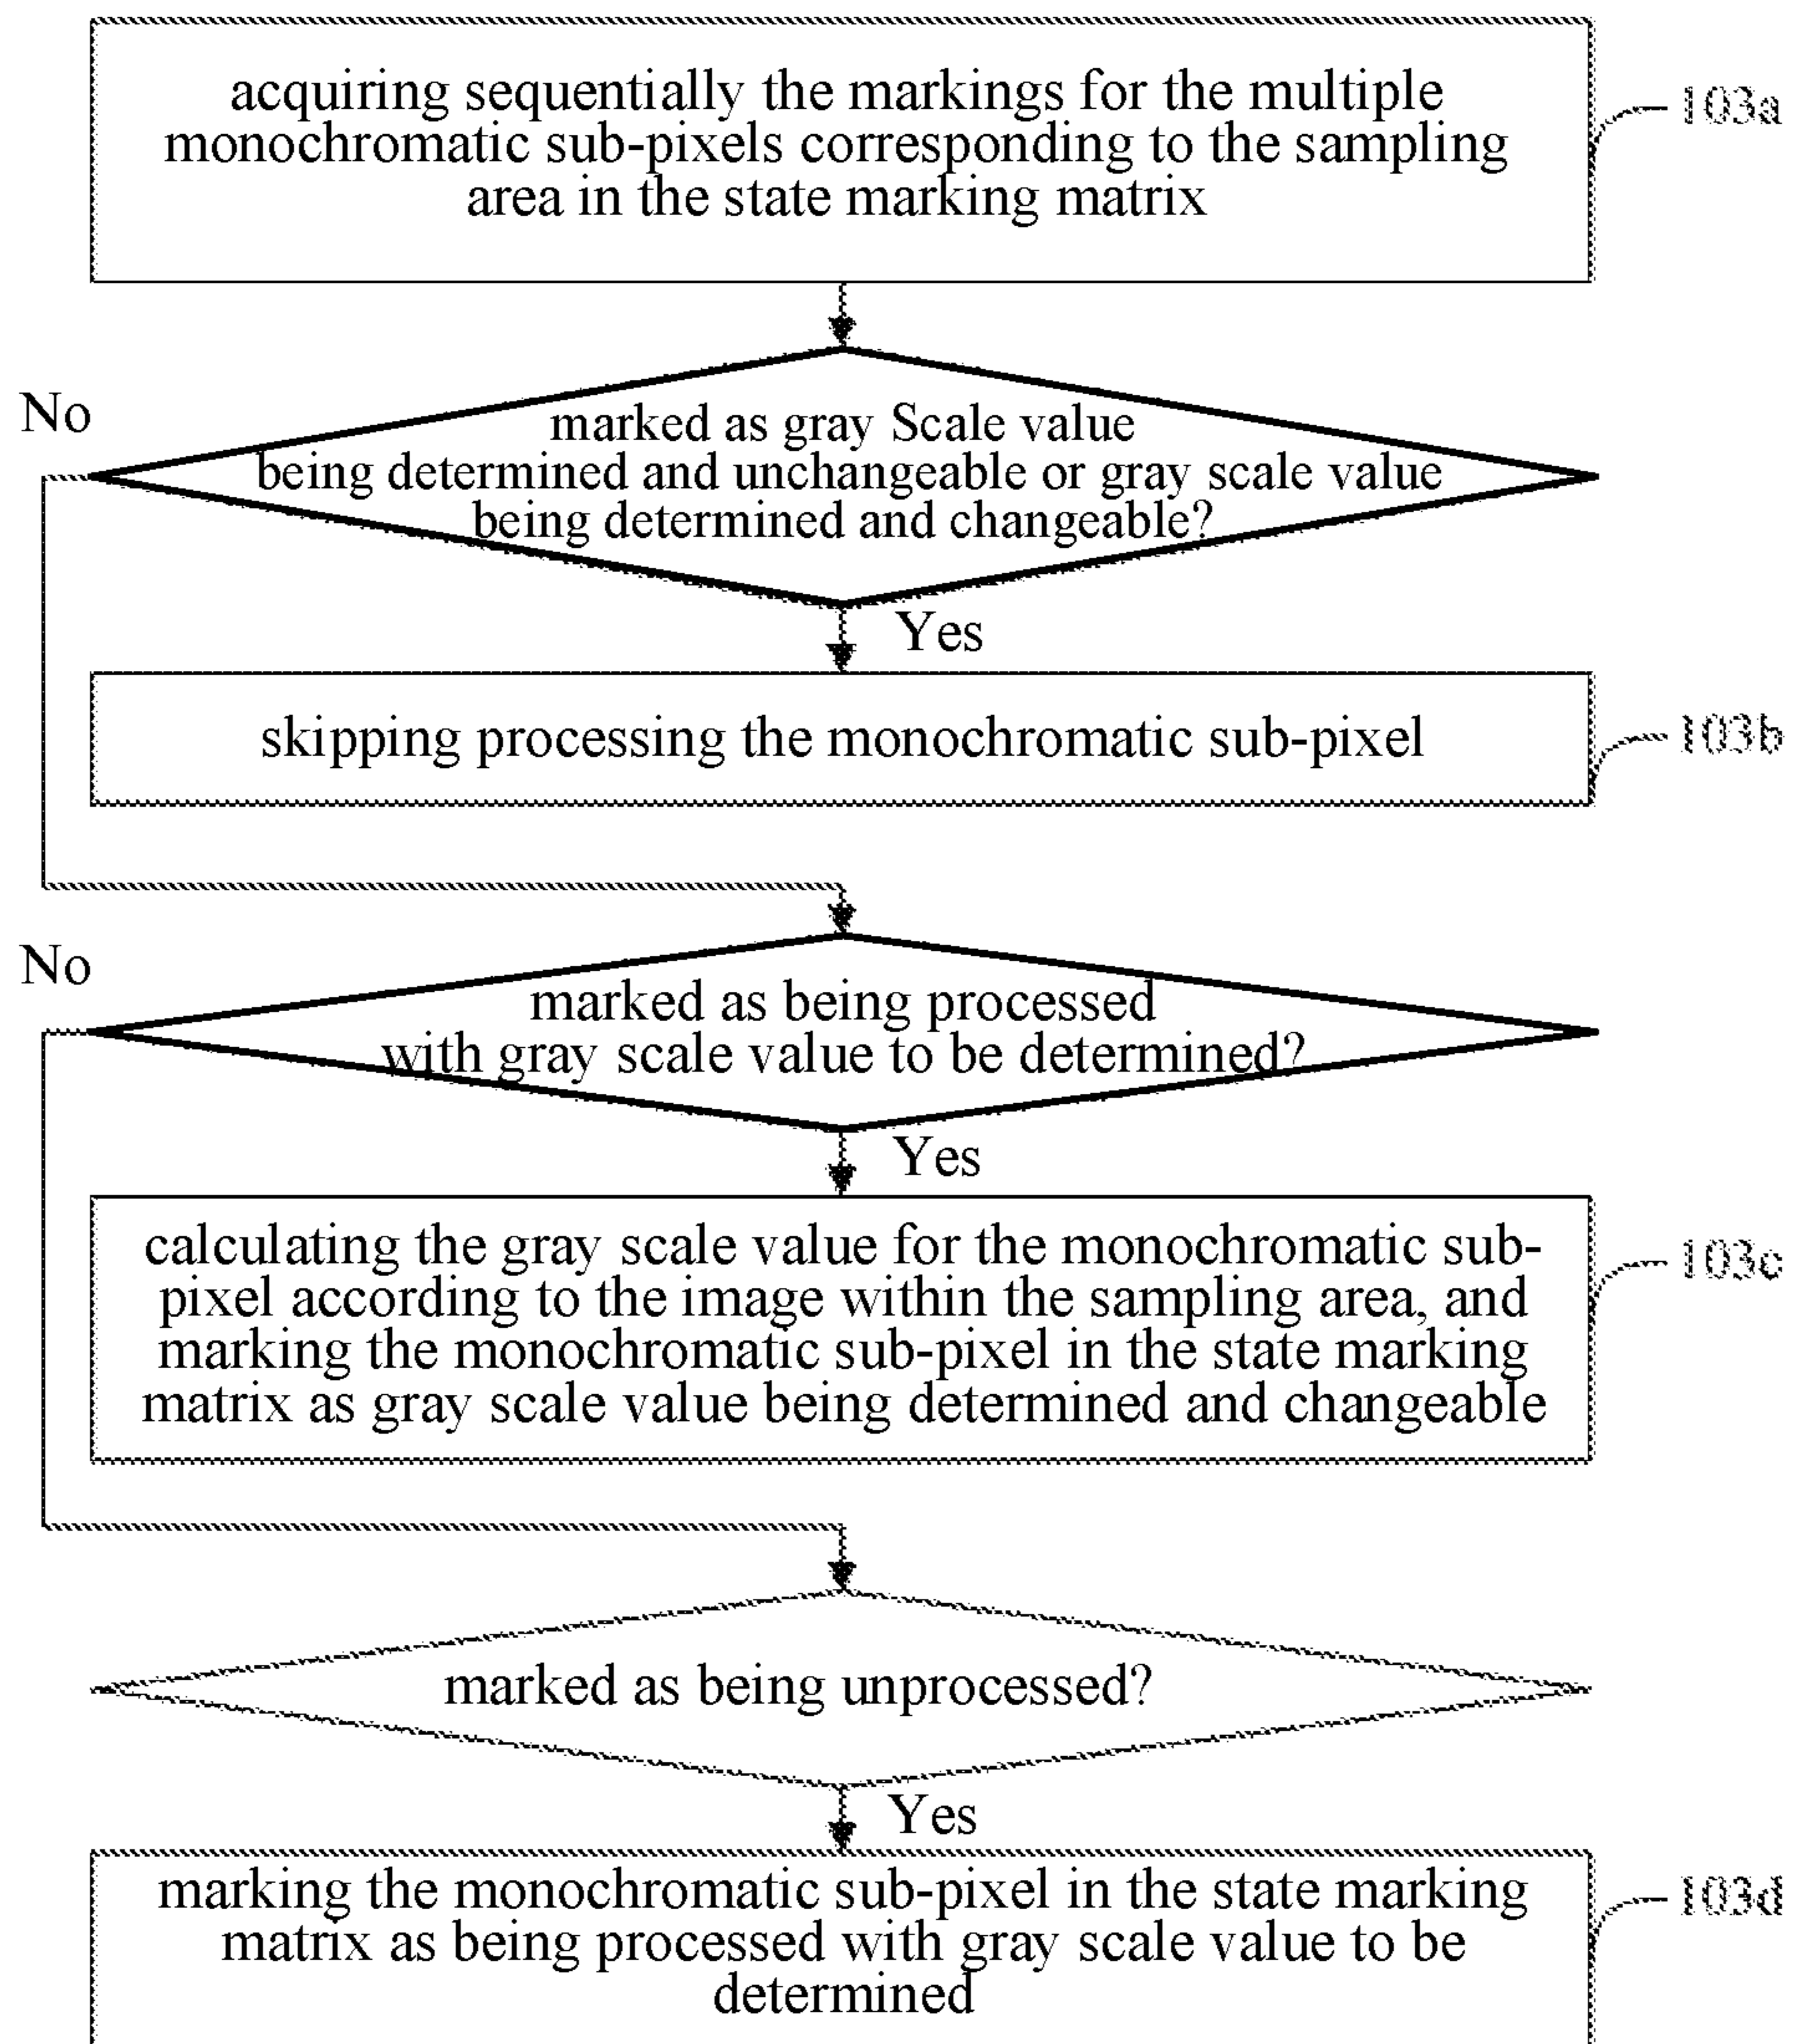 acquiring sequentially the markings for the multiple
monochromatic sub-pixels corresponding to the sampling
area in the state marking matrix
103a
No
marked as gray Scale value
being determined and unchangeable or gray scale value
being determined and changeable?
Yes
skipping processing the monochromatic sub-pixel
103b
No
marked as being processed
with gray scale value to be determined?
Yes
calculating the gray scale value for the monochromatic sub-
pixel according to the image within the sampling area, and
marking the monochromatic sub-pixel in the state marking
matrix as gray scale value being determined and changeable
103c
marked as being unprocessed?
Yes
marking the monochromatic sub-pixel in the state marking
matrix as being processed with gray scale value to be
determined
103d